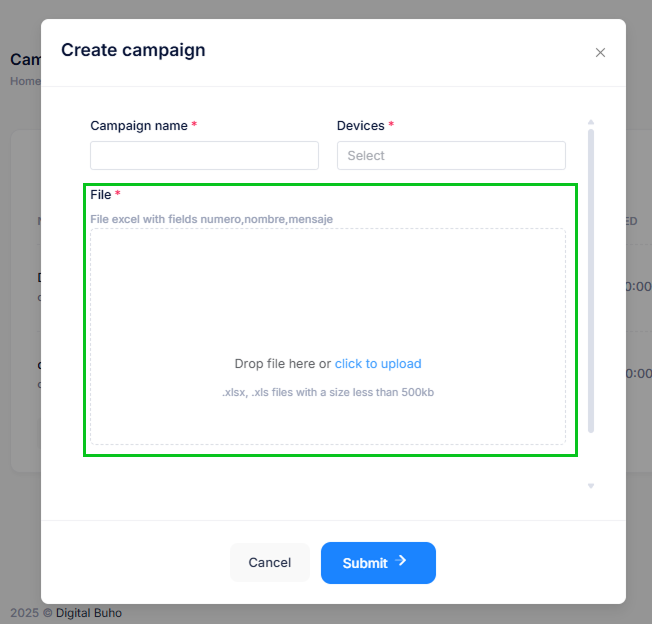 Create campaign
Cam
Home
Campaign name *
Devices *
Select
File *
File excel with fields numero,nombre,mensaje
ED
0:00
Drop file here or click to upload
0:00
.xlsx, .xls files with a size less than 500kb
Cancel
Submit
2025 © Digital Buho